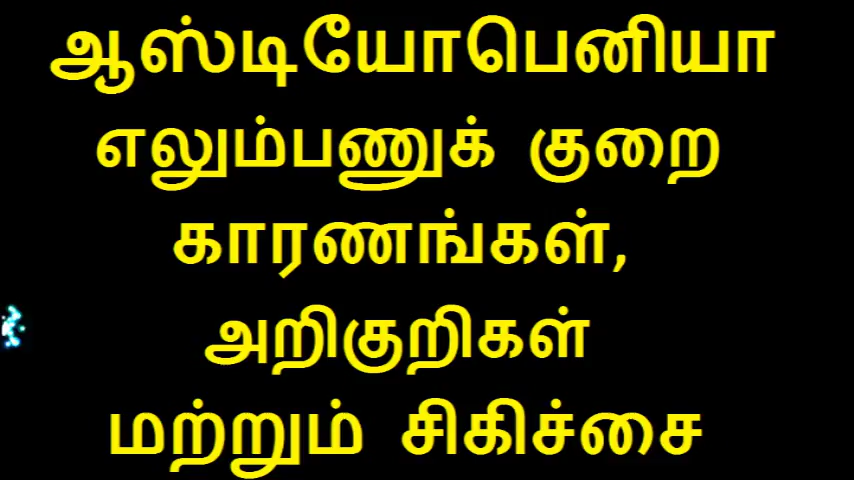 ஆஸ்டியோபெனியா
எலும்பணுக் குறை
காரணங்கள்,
அறிகுறிகள்
மற்றும் சிகிச்சை